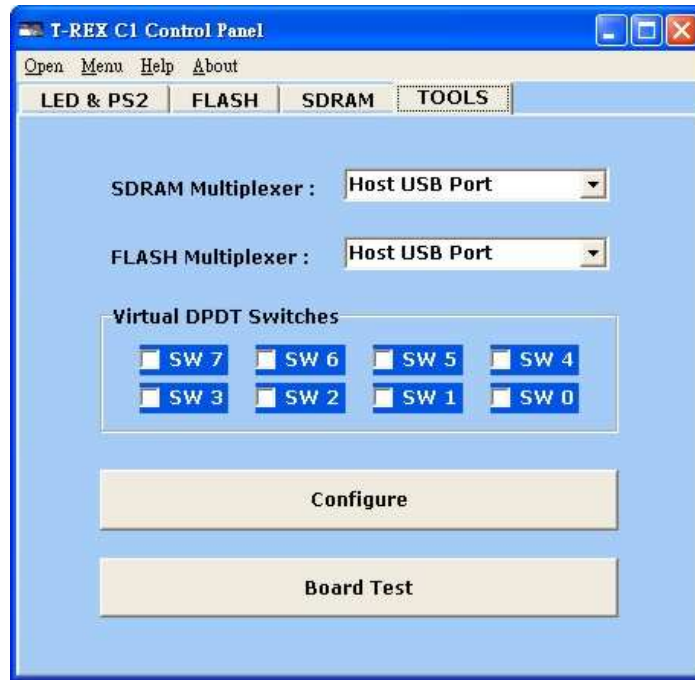 T-REX C1 Control Panel
Open Menu Help About
LED & PS2 FLASH SDRAM TOOLS
SDRAM Multiplexer : Host USB Port
FLASH Multiplexer : Host USB Port
Virtual DPDT Switches
SW 7 SW 6 SW 5 SW 4
SW 3 SW 2 SW 1 SW 0
Configure
Board Test